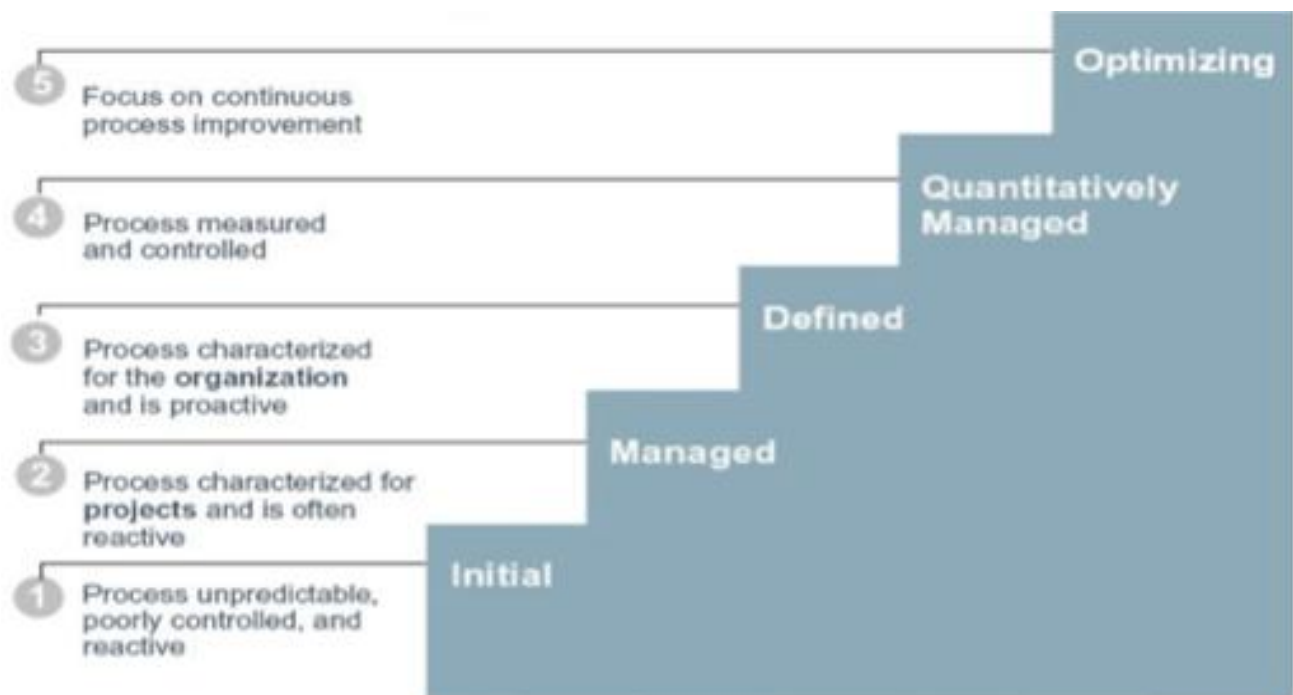 5
Optimizing
Focus on continuous
process improvement
4
Quantitatively
Managed
Process measured
and controlled
3
Defined
Process characterized
for the organization
and is proactive
2
Managed
Process characterized for
projects and is often
reactive
1
Initial
Process unpredictable,
poorly controlled, and
reactive